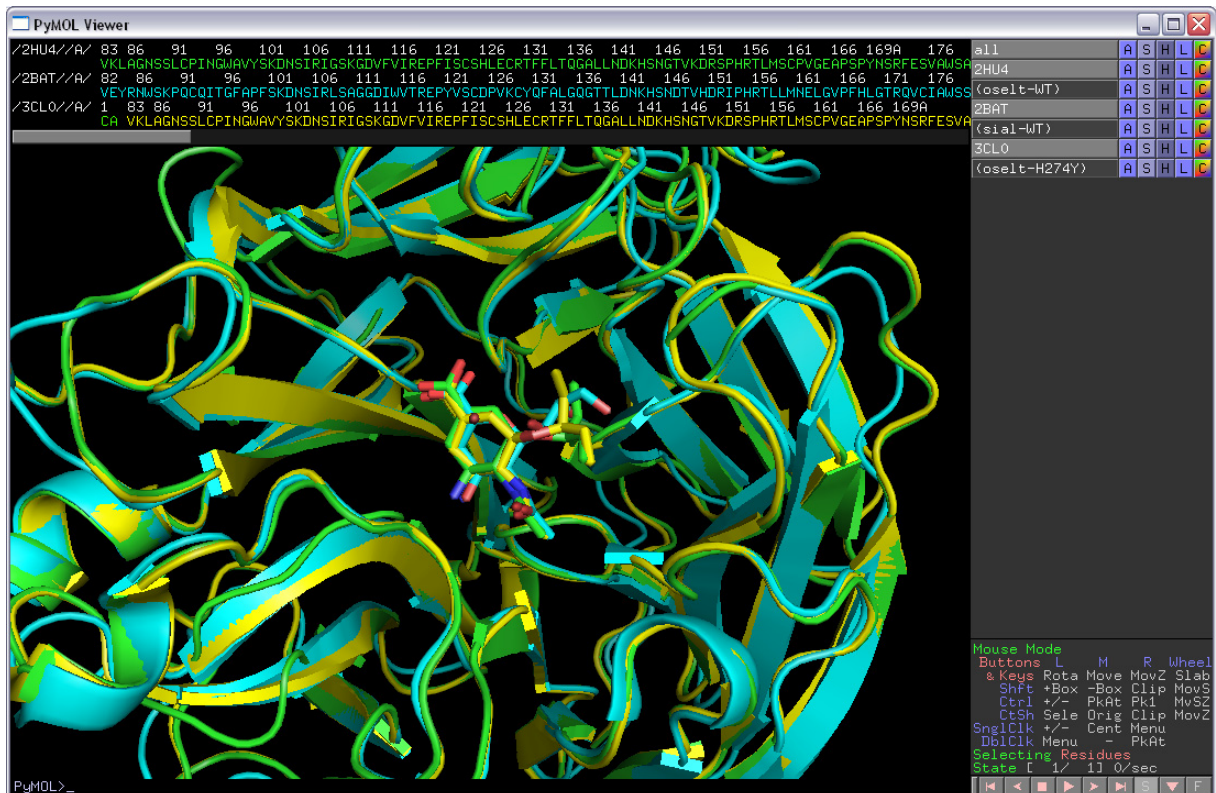 PyMOL Viewer
/2HU4//A/ 83 86 91 96 101 106 111 116 121 126 131 136 141 146 151 156 161 166 169A 176
VKLAGNSSLCPINGWAVYSKDNSIRIGSKGDVFVIREPFISCSHLECRTFFLTQGALLNDKHSNGTVKDRSPHRTLMSCPVGEAPSPYNSRFESVAWSA
/2BAT//A/ 82 86 91 96 101 106 111 116 121 126 131 136 141 146 151 156 161 166 171 176
VEYRNWSKPQCQITGFAPFSKDNSIRLSAGGDIWVTREPYVSCDPVKCYQFALGQGTTLDNKHSNDTVHDRIPHRTLLMNELGVPFHLGTRQVCIAWSS
/3CL0//A/ 1 83 86 91 96 101 106 111 116 121 126 131 136 141 146 151 156 161 166 169A
CA VKLAGNSSLCPINGWAVYSKDNSIRIGSKGDVFVIREPFISCSHLECRTFFLTQGALLNDKHSNGTVKDRSPHRTLMSCPVGEAPSPYNSRFESVA
all A S H L C
2HU4 A S H L C
(oselt-WT) A S H L C
2BAT A S H L C
(sial-WT) A S H L C
3CL0 A S H L C
(oselt-H274Y) A S H L C
Mouse Mode
Buttons L M R Wheel
& Keys Rota Move MovZ Slab
Shft +Box -Box Clip MovS
Ctrl +/- PkAt Pk1 MvSZ
CtSh Sele Orig Clip MovZ
SnglClk +/- Cent Menu
DblClk Menu - PkAt
Selecting Residues
State [ 1/ 1] 0/sec
S F
PyMOL>_